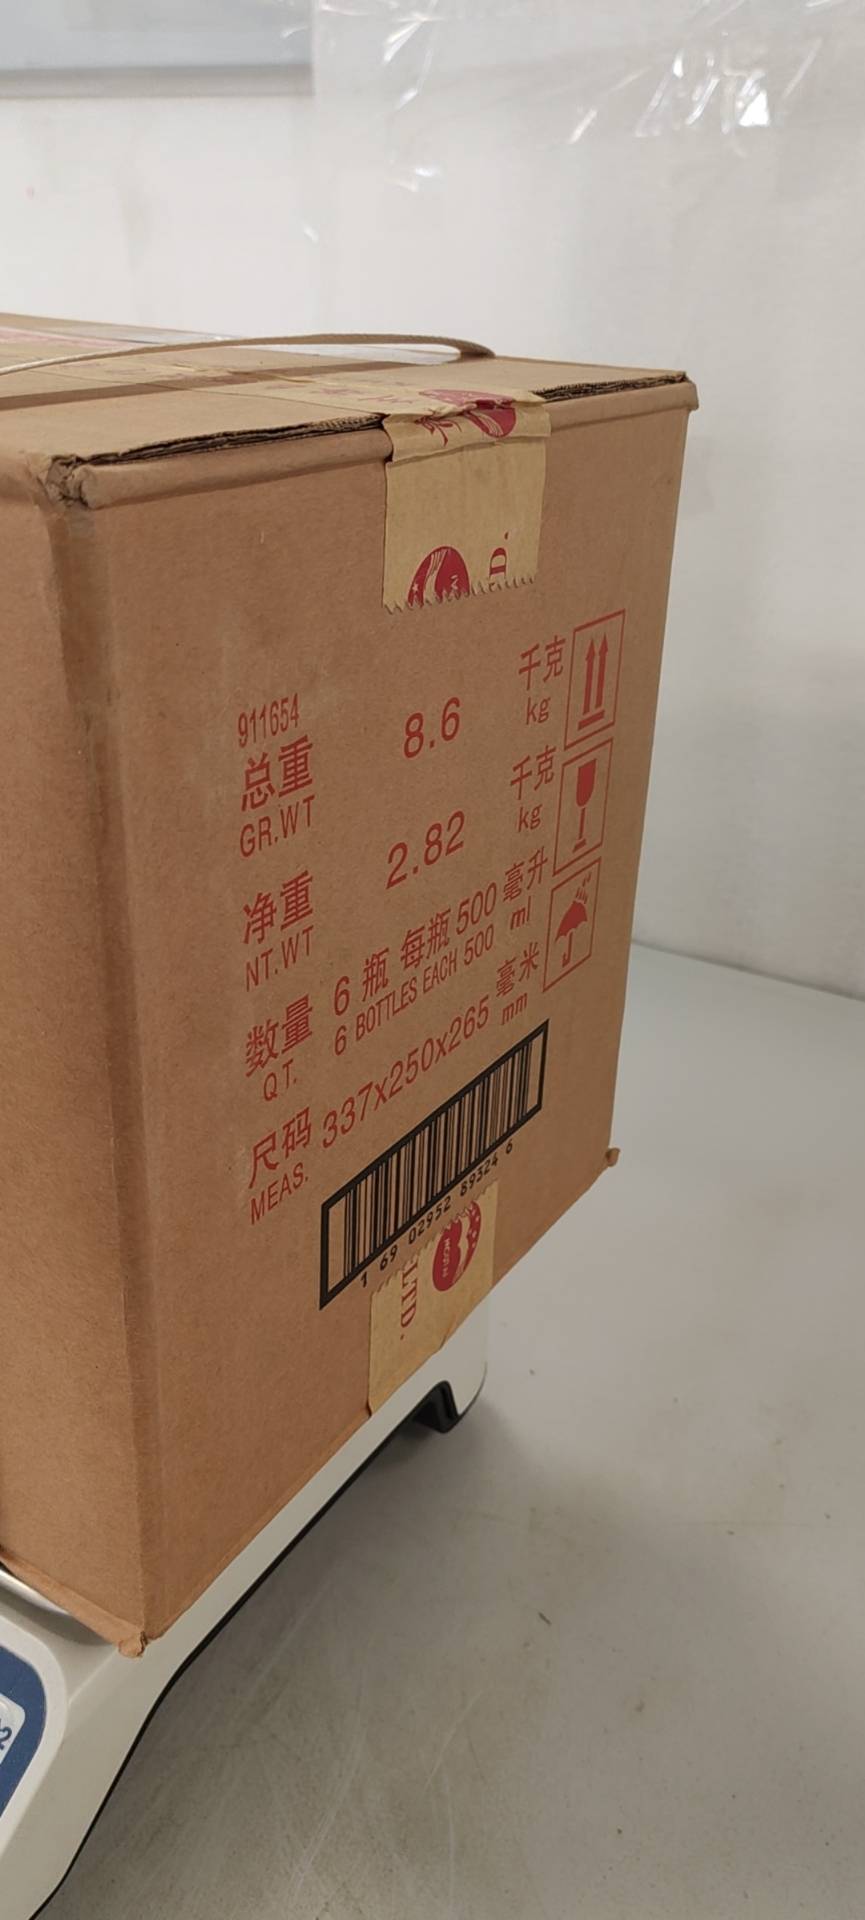 D.
911654
总重 8.6 千克
GR.WT kg
净重 2.82 千克
NT.WT kg
数量 6 瓶 每瓶 500 毫升
QT. 6 BOTTLES EACH 500 ml
尺码 337x250x265 毫米
MEAS. mm
1 69 02952 89324 6
LTD.